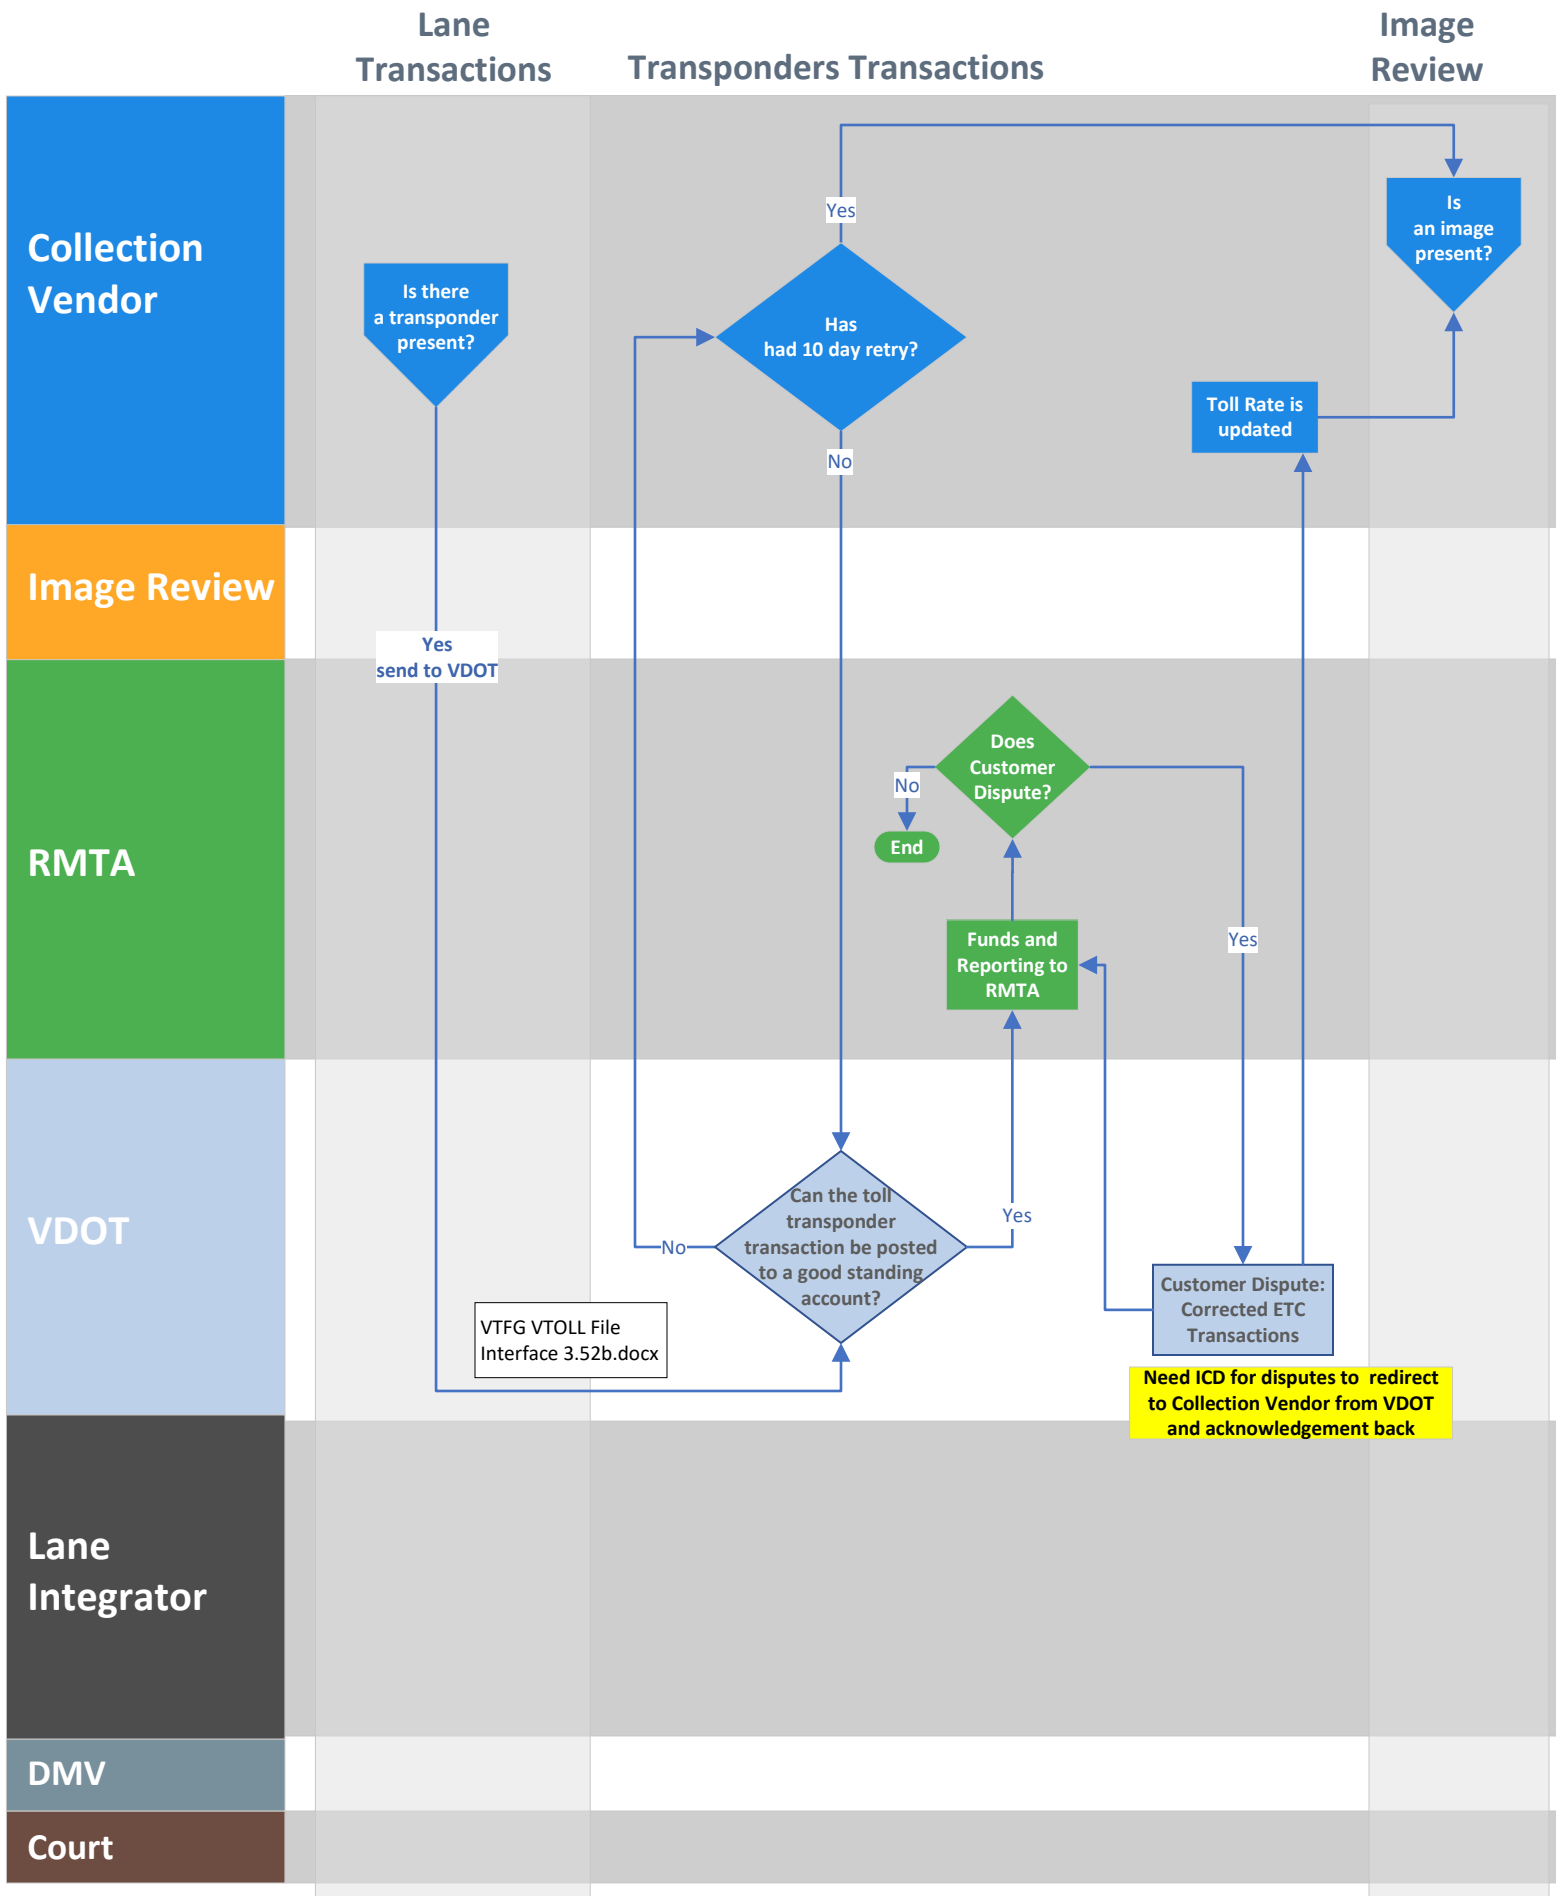 Lane
Transactions
Transponders Transactions
Image
Review
Collection
Vendor
Is there
a transponder
present?
Yes
Has
had 10 day retry?
No
Is
an image
present?
Toll Rate is
updated
Image Review
Yes
send to VDOT
RMTA
Does
Customer
Dispute?
No
End
Yes
Funds and
Reporting to
RMTA
VDOT
Can the toll
transponder
transaction be posted
to a good standing
account?
No
Yes
VTFG VTOLL File
Interface 3.52b.docx
Customer Dispute:
Corrected ETC
Transactions
Need ICD for disputes to  redirect
to Collection Vendor from VDOT
and acknowledgement back
Lane
Integrator
DMV
Court